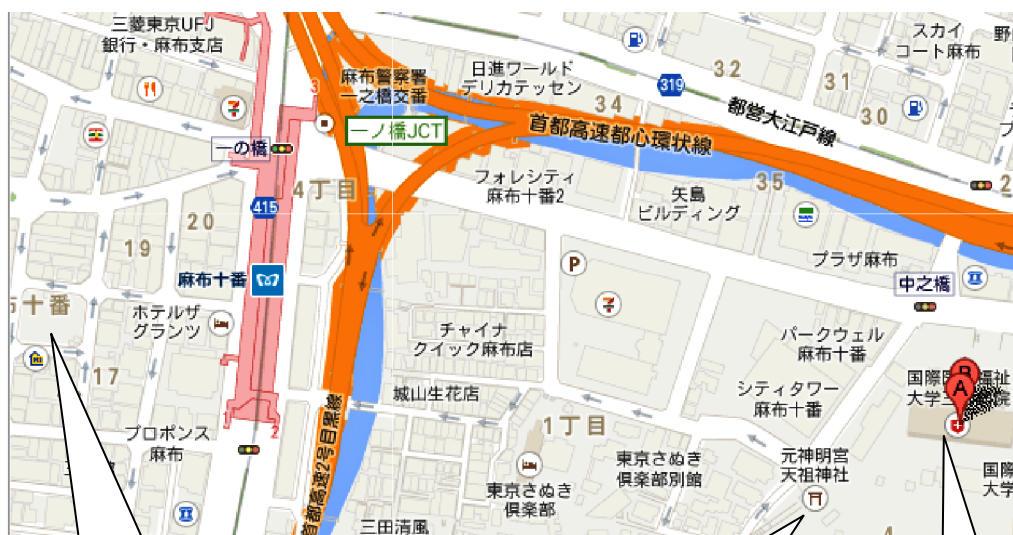 三菱東京UFJ
銀行・麻布支店
3
麻布警察署
一之橋交番
日進ワールド
デリカテッセン
スカイ
コート麻布
野
319
32
31
30
34
都営大江戸線
首都高速都心環状線
一ノ橋JCT
一の橋
4丁目
フォレシティ
麻布十番2
矢島
ビルディング
35
2
415
20
19
麻布十番
十番
ホテルザ
グランツ
17
P
プラザ麻布
中之橋
チャイナ
クイック麻布店
パークウェル
麻布十番
シティタワー
麻布十番
城山生花店
B
A
国際
福祉
大学三
院
1
2
プロポンス
麻布
首都高速2号目黒線
1丁目
東京さぬき
倶楽部
東京さぬき
倶楽部別館
元神明宮
天祖神社
国際
大学
三田清風
4